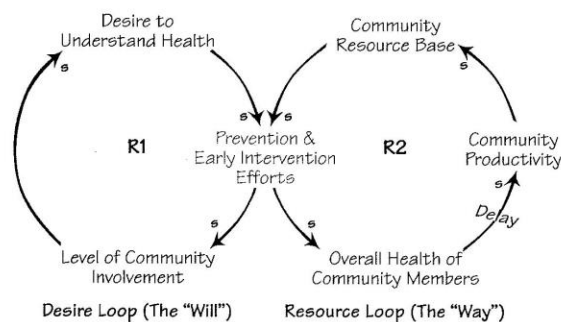 Desire to
Understand Health
s
s
R1
Level of Community
Involvement
s
Prevention &
Early Intervention
Efforts
Community
Resource Base
s
s
R2
Community
Productivity
s
Delay
Overall Health of
Community Members
s
Desire Loop (The "Will")
Resource Loop (The "Way")